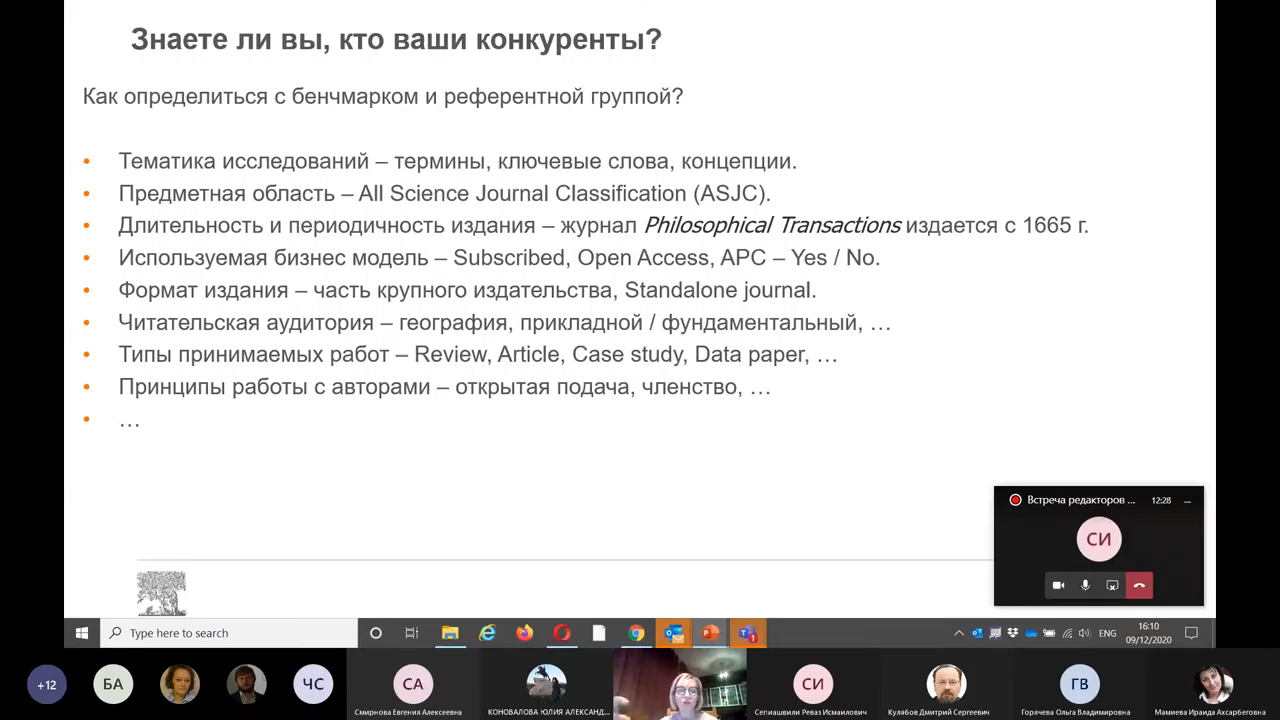 Знаете ли вы, кто ваши конкуренты?
Как определиться с бенчмарком и референтной группой?
• Тематика исследований – термины, ключевые слова, концепции.
• Предметная область – All Science Journal Classification (ASJC).
• Длительность и периодичность издания – журнал Philosophical Transactions издается с 1665 г.
• Используемая бизнес модель – Subscribed, Open Access, APC – Yes / No.
• Формат издания – часть крупного издательства, Standalone journal.
• Читательская аудитория – география, прикладной / фундаментальный, …
• Типы принимаемых работ – Review, Article, Case study, Data paper, …
• Принципы работы с авторами – открытая подача, членство, …
• …
Встреча редакторов ... 12:28
СИ
Type here to search
ENG
16:10
09/12/2020
+12
БА
ЧС
СА
СИ
ГВ
Смирнова Евгения Алексеевна
КОНОВАЛОВА ЮЛИЯ АЛЕКСАНД...
Сепиашвили Реваз Исмаилович
Кулябов Дмитрий Сергеевич
Горячева Ольга Владимировна
Мамиева Ираида Ахсарбеговна